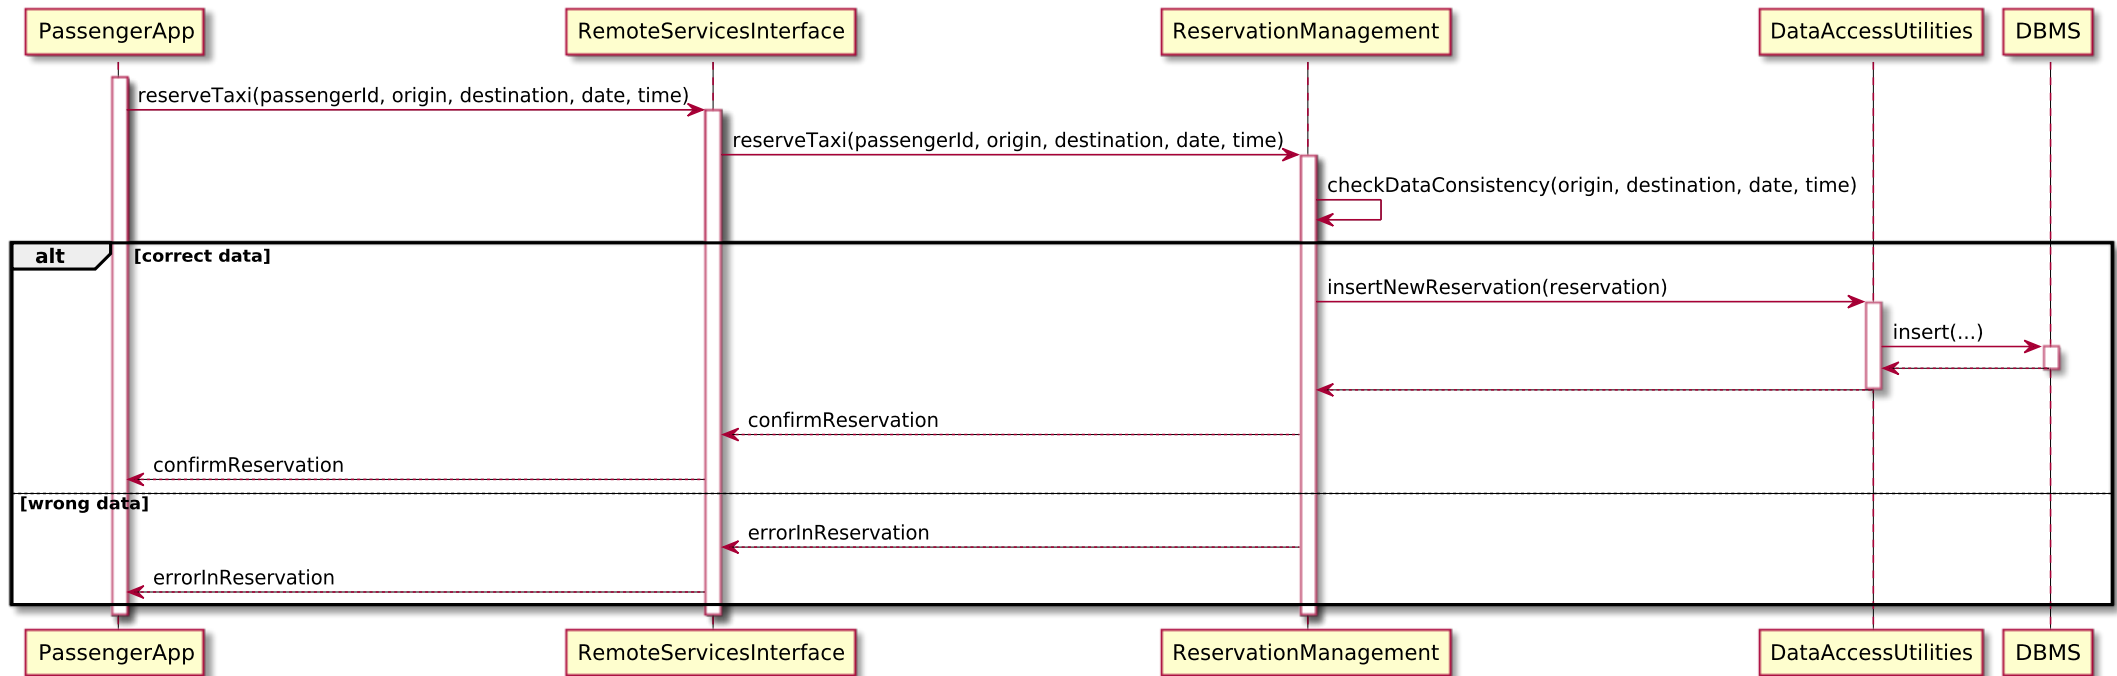 PassengerApp RemoteServicesInterface ReservationManagement DataAccessUtilities DBMS
reserveTaxi(passengerId, origin, destination, date, time)
reserveTaxi(passengerId, origin, destination, date, time)
checkDataConsistency(origin, destination, date, time)
alt [correct data]
insertNewReservation(reservation)
insert(...)
confirmReservation
confirmReservation
[wrong data]
errorInReservation
errorInReservation
PassengerApp RemoteServicesInterface ReservationManagement DataAccessUtilities DBMS